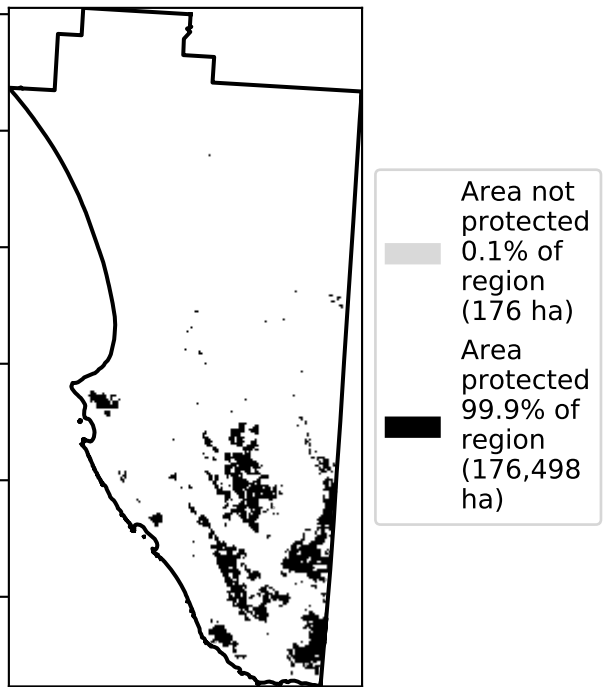 Area not
protected
0.1% of
region
(176 ha)
Area
protected
99.9% of
region
(176,498
ha)